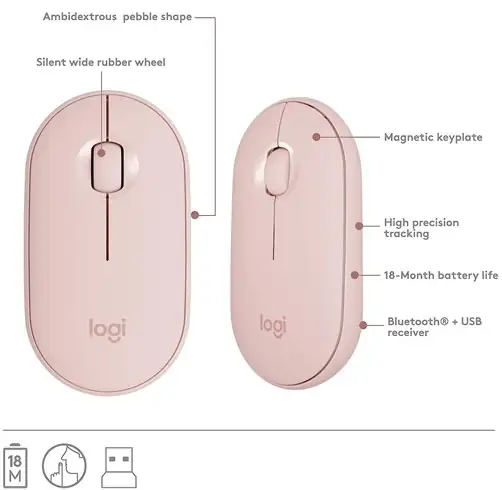 Ambidextrous pebble shape
Silent wide rubber wheel
Magnetic keyplate
High precision
tracking
18-Month battery life
Bluetooth® + USB
receiver
logi
logi
18
M